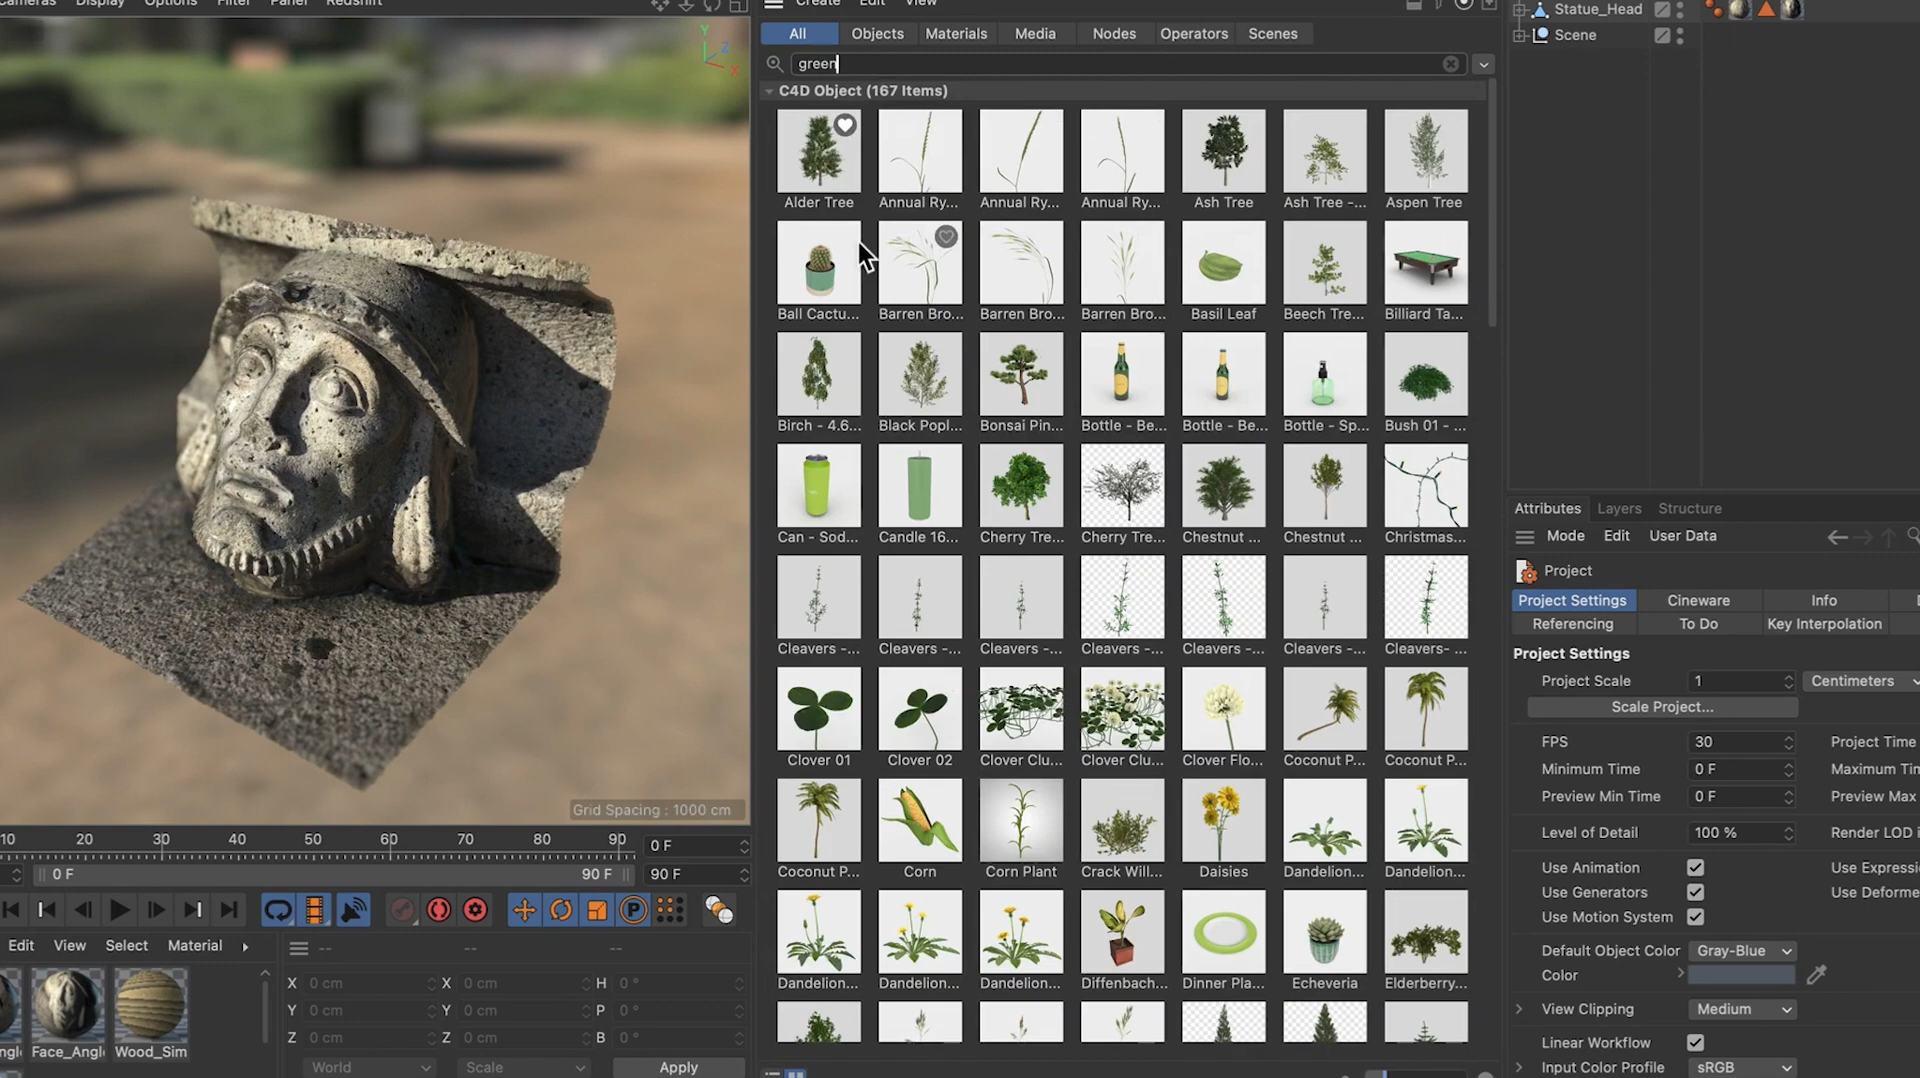 Cameras Display Options Filter Panel Redshift
Create Edit View
Statue_Head
Scene
All Objects Materials Media Nodes Operators Scenes
green
C4D Object (167 Items)
Alder Tree Annual Ry... Annual Ry... Annual Ry... Ash Tree Ash Tree -... Aspen Tree
Ball Cactu... Barren Bro... Barren Bro... Barren Bro... Basil Leaf Beech Tre... Billiard Ta...
Birch - 4.6... Black Popl... Bonsai Pin... Bottle - Be... Bottle - Be... Bottle - Sp... Bush 01 - ...
Can - Sod... Candle 16... Cherry Tre... Cherry Tre... Chestnut ... Chestnut ... Christmas...
Cleavers -... Cleavers -... Cleavers -... Cleavers -... Cleavers -... Cleavers -... Cleavers- ...
Clover 01 Clover 02 Clover Clu... Clover Clu... Clover Flo... Coconut P... Coconut P...
Coconut P... Corn Corn Plant Crack Will... Daisies Dandelion... Dandelion...
Dandelion... Dandelion... Dandelion... Diffenbach... Dinner Pla... Echeveria Elderberry...
Y
Z
X
Grid Spacing : 1000 cm
10 20 30 40 50 60 70 80 90 0 F
0 F 90 F 90 F
P
Edit View Select Material
-- -- --
X 0 cm X 0 cm H 0 °
Y 0 cm Y 0 cm P 0 °
Z 0 cm Z 0 cm B 0 °
World Scale Apply
Face_Angl Wood_Sim
Attributes Layers Structure
Mode Edit User Data
Project
Project Settings Cineware Info
Referencing To Do Key Interpolation
Project Settings
Project Scale 1 Centimeters
Scale Project...
FPS 30 Project Time
Minimum Time 0 F Maximum Tim
Preview Min Time 0 F Preview Max
Level of Detail 100 % Render LOD i
Use Animation Use Expressi
Use Generators Use Deforme
Use Motion System
Default Object Color Gray-Blue
Color
View Clipping Medium
Linear Workflow
Input Color Profile sRGB